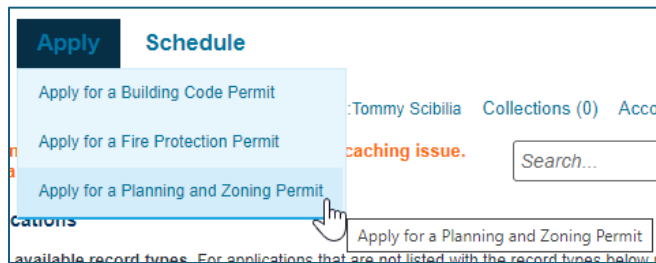 Apply Schedule
Apply for a Building Code Permit
:Tommy Scibilia Collections (0) Acco
Apply for a Fire Protection Permit
caching issue.
Search...
Apply for a Planning and Zoning Permit
Apply for a Planning and Zoning Permit
available record types. For applications that are not listed with the record types below